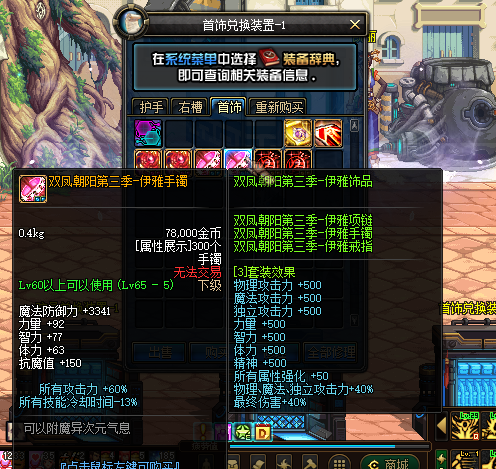 首饰兑换装置-1
在系统菜单中选择 装备辞典,
即可查询相关装备信息.
护手 右槽 首饰 重新购买
双凤朝阳第三季-伊雅手镯
0.4kg
78,000金币
[属性展示]300个
手镯
无法交易
Lv60以上可以使用 (Lv65 - 5) 下级
魔法防御力 +3341
力量 +92
智力 +77
体力 +63
抗魔值 +150
所有攻击力 +60%
所有技能冷却时间-13%
可以附魔异次元气息
双凤朝阳第三季-伊雅饰品
双凤朝阳第三季-伊雅项链
双凤朝阳第三季-伊雅手镯
双凤朝阳第三季-伊雅戒指
[3]套装效果
物理攻击力 +500
魔法攻击力 +500
独立攻击力 +500
力量 +500
智力 +500
体力 +500
精神 +500
所有属性强化 +50
物理、魔法、独立攻击力+40%
最终伤害+40%
首饰兑换装
出售 购买 全部修理
『点击鼠标左键可购买』
商城